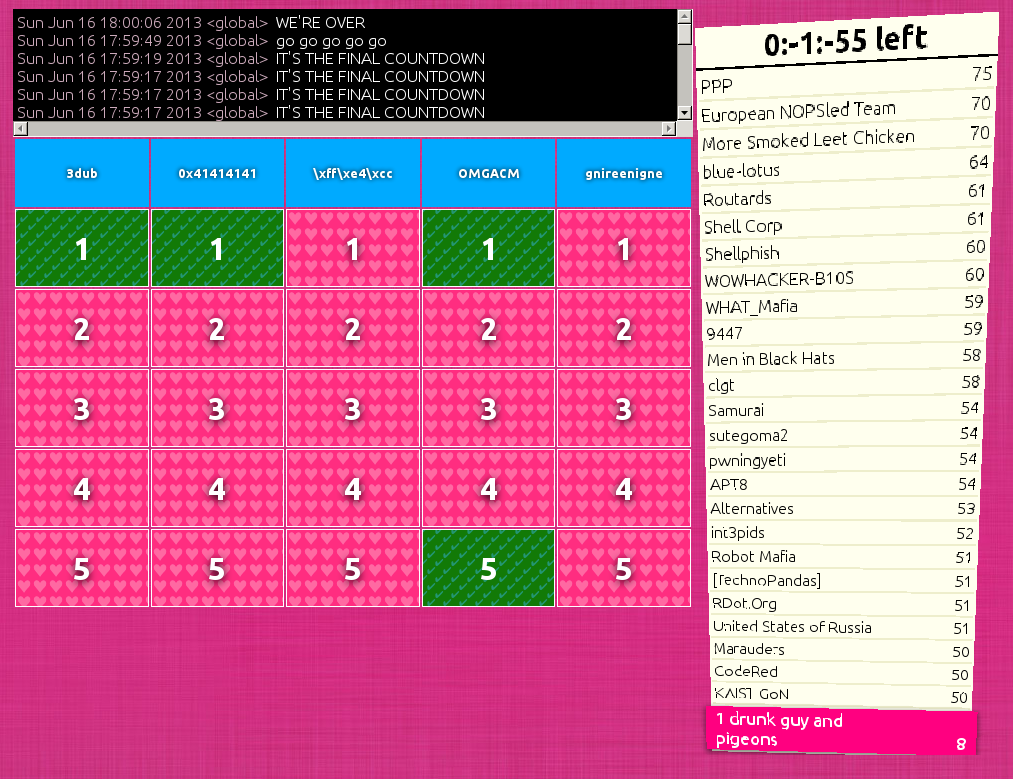 Sun Jun 16 18:00:06 2013 <global> WE'RE OVER
Sun Jun 16 17:59:49 2013 <global> go go go go go
Sun Jun 16 17:59:19 2013 <global> IT'S THE FINAL COUNTDOWN
Sun Jun 16 17:59:17 2013 <global> IT'S THE FINAL COUNTDOWN
Sun Jun 16 17:59:17 2013 <global> IT'S THE FINAL COUNTDOWN
Sun Jun 16 17:59:17 2013 <global> IT'S THE FINAL COUNTDOWN
3dub 0x41414141 \xff\xe4\xcc OMGACM gnireenigne
1 1 1 1 1
2 2 2 2 2
3 3 3 3 3
4 4 4 4 4
5 5 5 5 5
0:-1:-55 left
PPP 75
European NOPSled Team 70
More Smoked Leet Chicken 70
blue-lotus 64
Routards 61
Shell Corp 61
Shellphish 60
WOWHACKER-B10S 60
WHAT_Mafia 59
9447 59
Men in Black Hats 58
clgt 58
Samurai 54
sutegoma2 54
pwningyeti 54
APT8 54
Alternatives 53
int3pids 52
Robot Mafia 51
[TechnoPandas] 51
RDot.Org 51
United States of Russia 51
Marauders 50
CodeRed 50
KAIST GoN 50
1 drunk guy and
pigeons 8